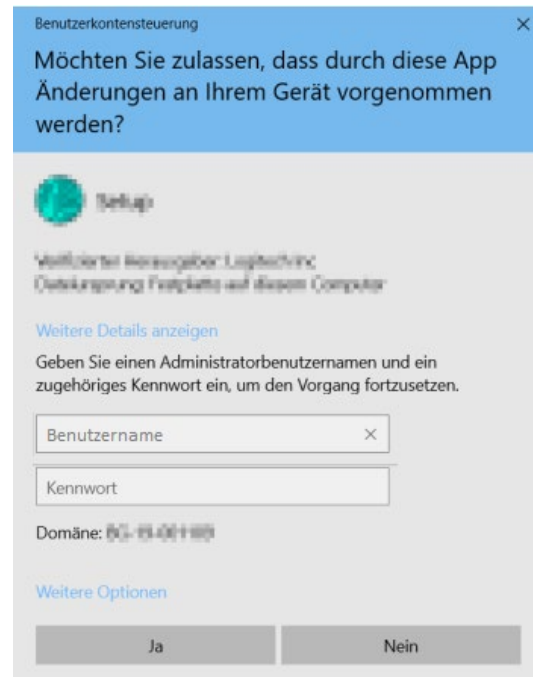 Benutzerkontensteuerung
Möchten Sie zulassen, dass durch diese App
Änderungen an Ihrem Gerät vorgenommen
werden?
Setup
Weitere Details anzeigen
Geben Sie einen Administratorbenutzernamen und ein
zugehöriges Kennwort ein, um den Vorgang fortzusetzen.
Benutzername
Kennwort
Domäne:
Weitere Optionen
Ja
Nein